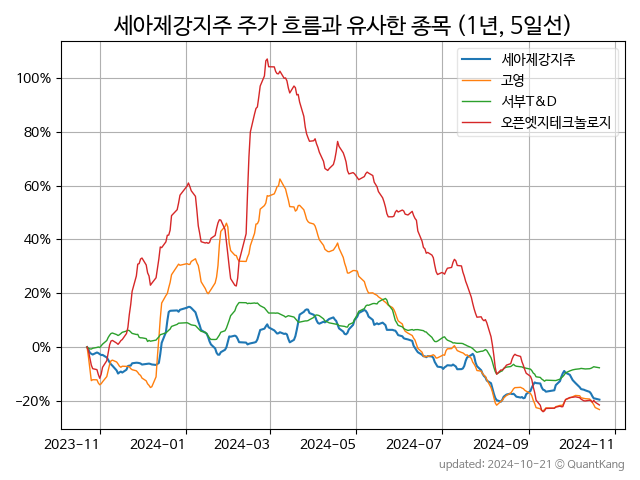 세아제강지주 주가 흐름과 유사한 종목 (1년, 5일선)
세아제강지주
고영
서부T&D
오픈엣지테크놀로지
100%
80%
60%
40%
20%
0%
−20%
2023-11
2024-01
2024-03
2024-05
2024-07
2024-09
2024-11
updated: 2024-10-21 © QuantKang